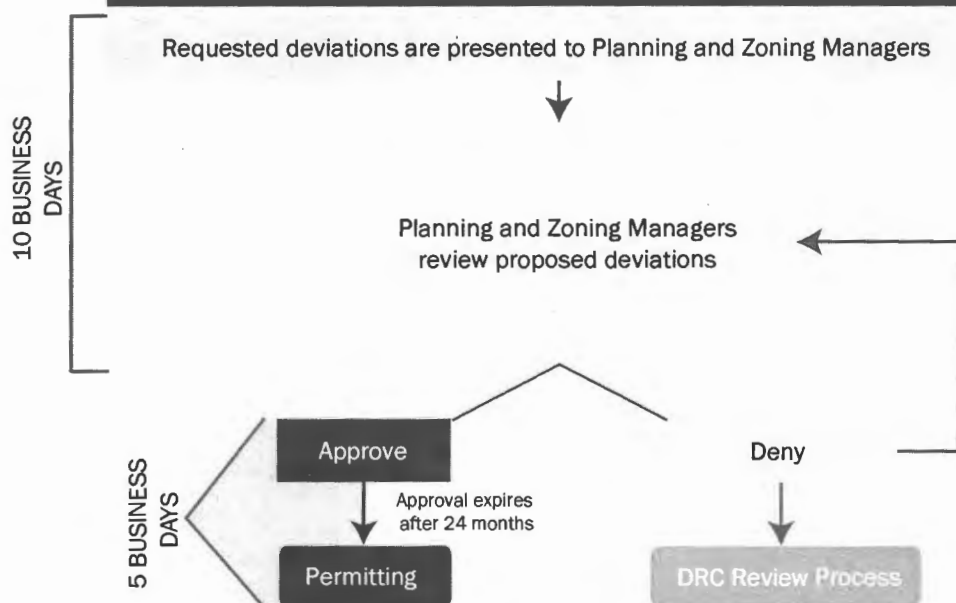 Requested deviations are presented to Planning and Zoning Managers
10 BUSINESS
DAYS
Planning and Zoning Managers
review proposed deviations
Approve
Deny
Approval expires
after 24 months
5 BUSINESS
DAYS
Permitting
DRC Review Process